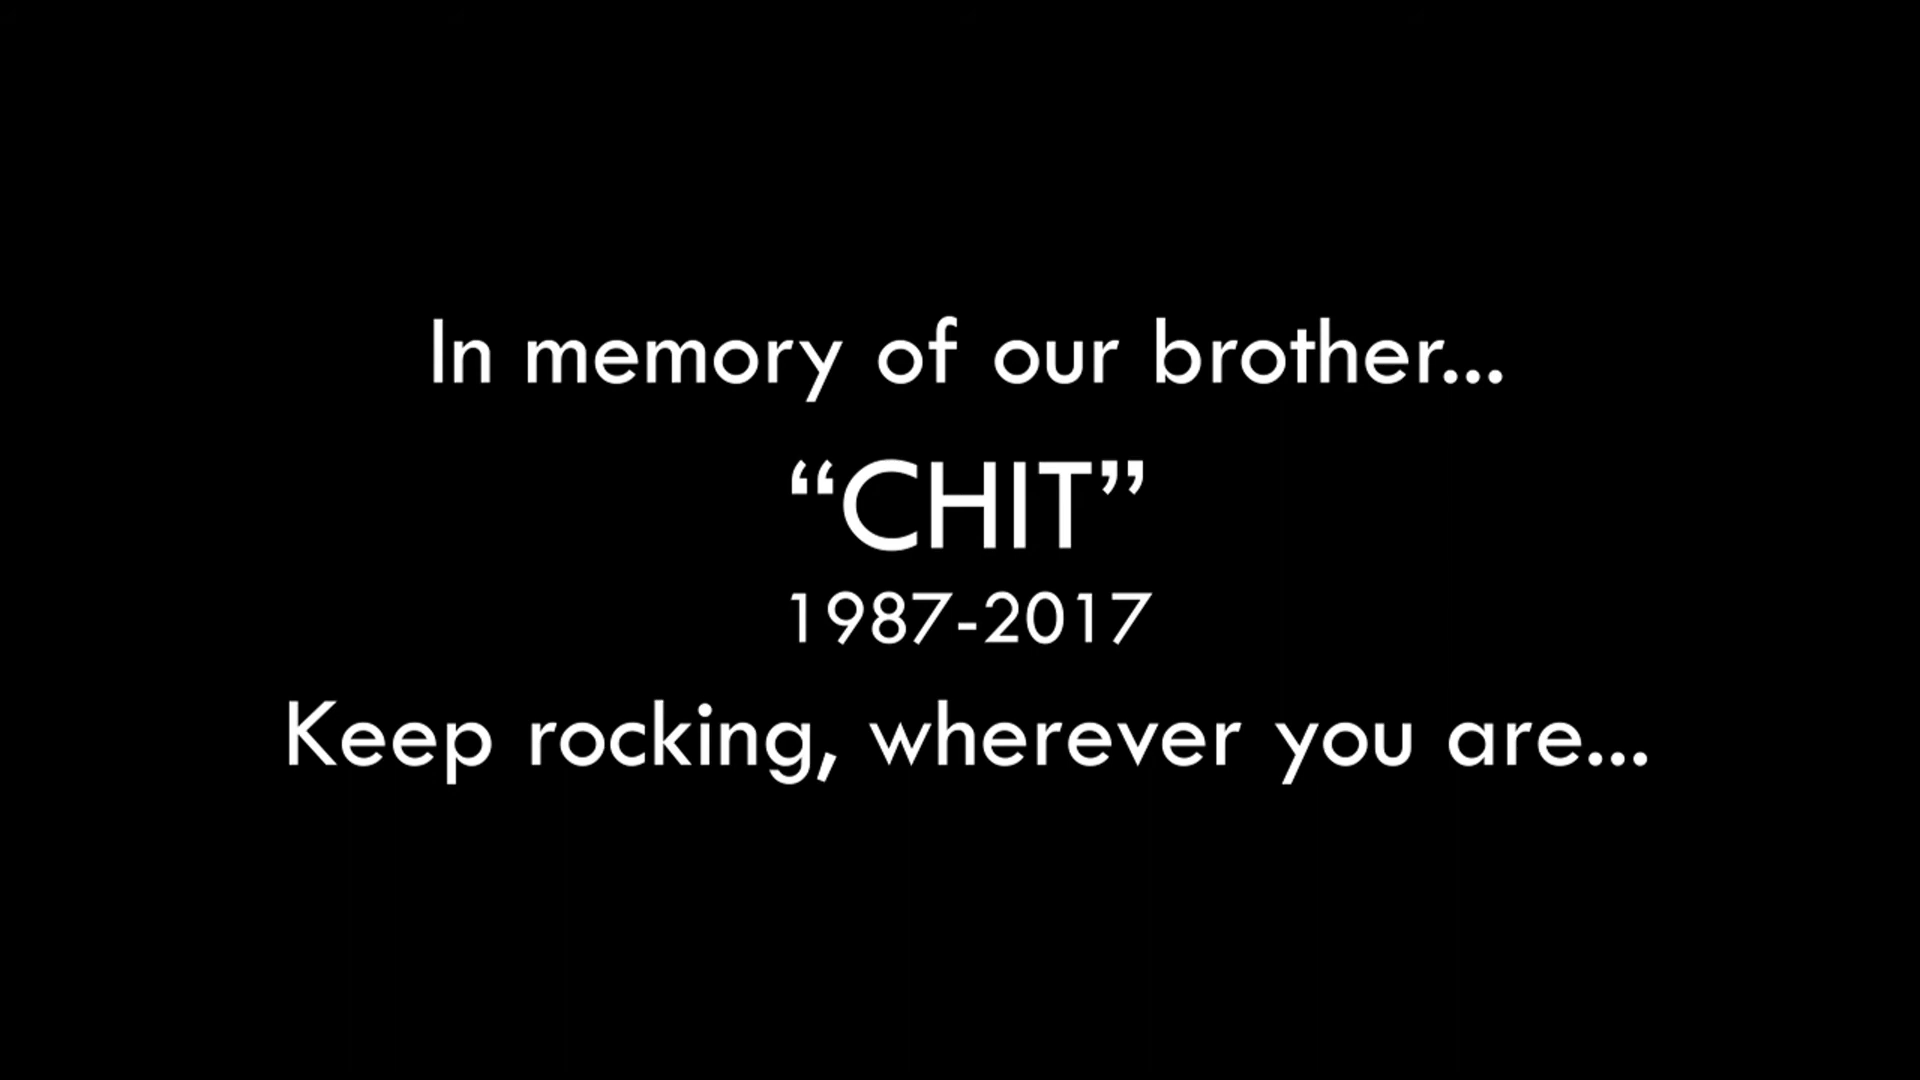 In memory of our brother...
“CHIT”
1987-2017
Keep rocking, wherever you are...